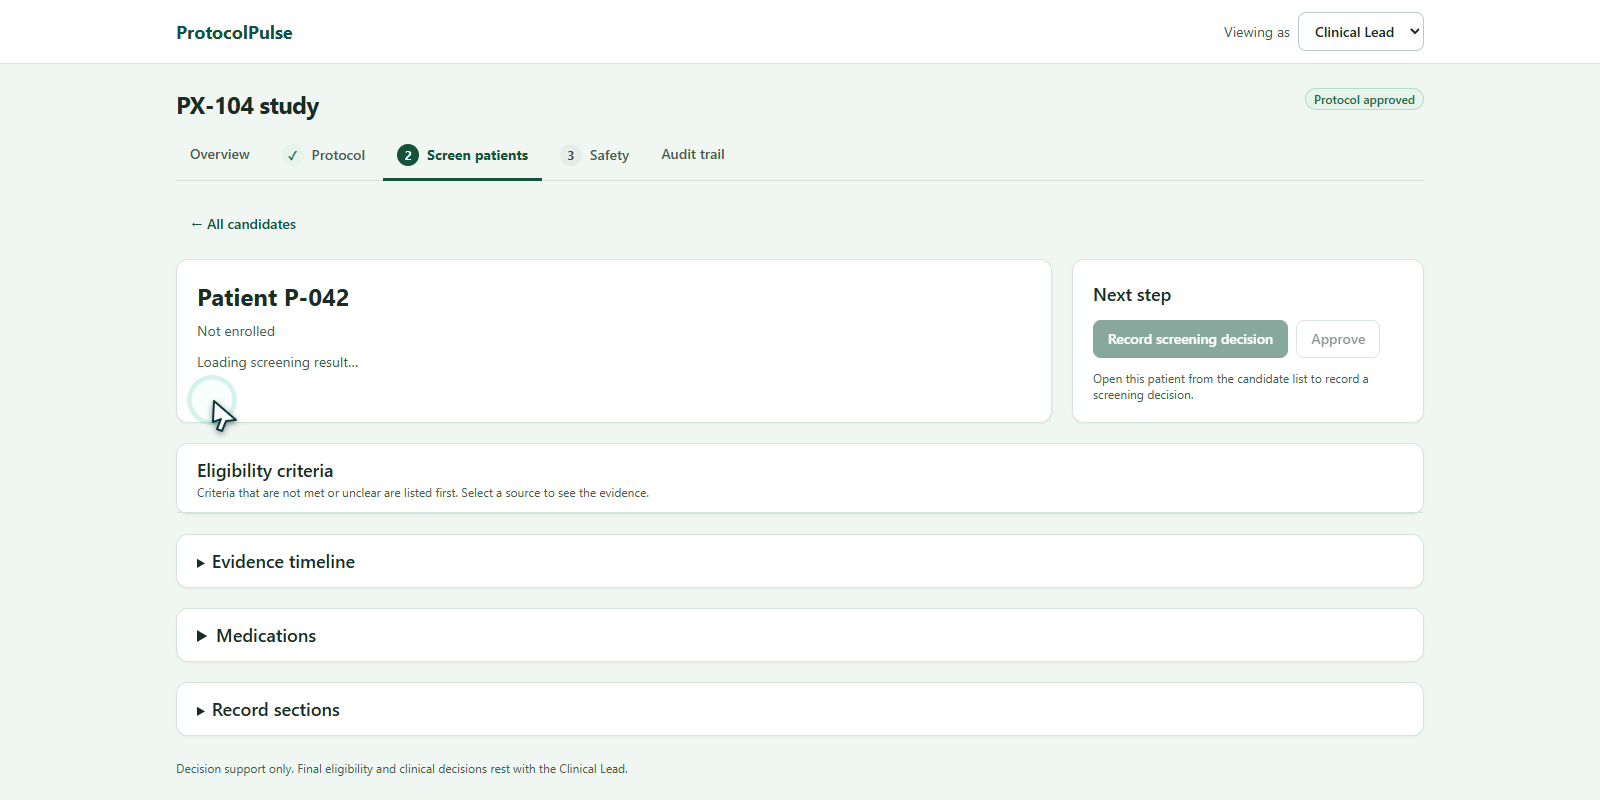 ProtocolPulse
Viewing as
Clinical Lead
PX-104 study
Protocol approved
Overview
✓ Protocol
2 Screen patients
3 Safety
Audit trail
← All candidates
Patient P-042
Not enrolled
Loading screening result...
Next step
Record screening decision
Approve
Open this patient from the candidate list to record a
screening decision.
Eligibility criteria
Criteria that are not met or unclear are listed first. Select a source to see the evidence.
Evidence timeline
Medications
Record sections
Decision support only. Final eligibility and clinical decisions rest with the Clinical Lead.